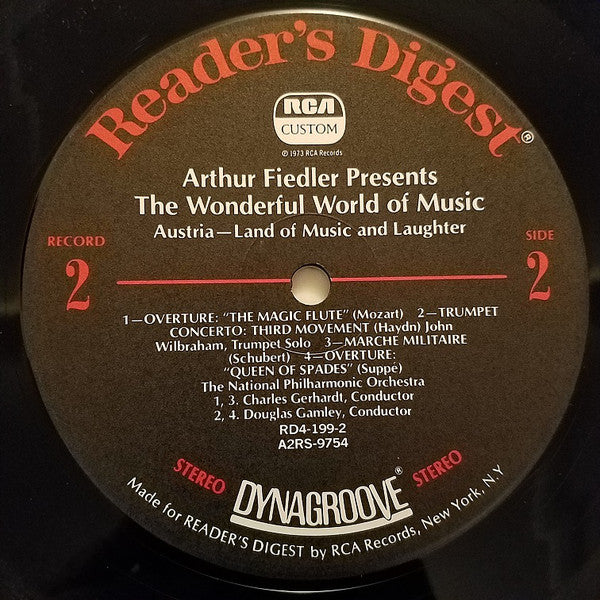 Reader's Digest®
RCA
CUSTOM
℗ 1973 RCA Records
Arthur Fiedler Presents
The Wonderful World of Music
Austria—Land of Music and Laughter
RECORD
2
SIDE
2
1—OVERTURE: "THE MAGIC FLUTE" (Mozart) 2—TRUMPET
CONCERTO: THIRD MOVEMENT (Haydn) John
Wilbraham, Trumpet Solo 3—MARCHE MILITAIRE
(Schubert) 4—OVERTURE:
"QUEEN OF SPADES" (Suppé)
The National Philharmonic Orchestra
1, 3. Charles Gerhardt, Conductor
2, 4. Douglas Gamley, Conductor
RD4-199-2
A2RS-9754
STEREO
DYNAGROOVE®
STEREO
Made for READER'S DIGEST by RCA Records, New York, N.Y